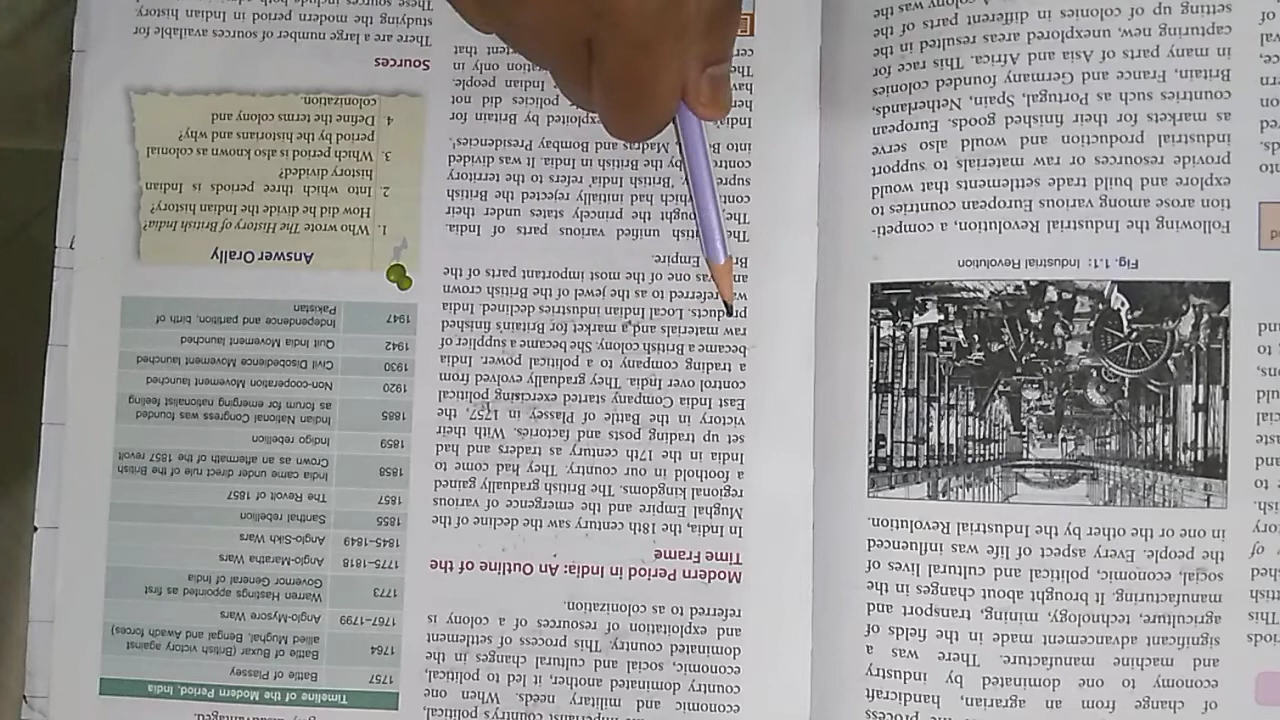 of change from an agrarian, handicraft
economy to one dominated by industry
and machine manufacture. There was a
significant advancement made in the fields of
agriculture, technology, mining, transport and
manufacturing. It brought about changes in the
social, economic, political and cultural lives of
the people. Every aspect of life was influenced
in one or the other by the Industrial Revolution.
Fig. 1.1: Industrial Revolution
Following the Industrial Revolution, a competi-
tion arose among various European countries to
explore and build trade settlements that would
provide resources or raw materials to support
industrial production and would also serve
as markets for their finished goods. European
countries such as Portugal, Spain, Netherlands,
Britain, France and Germany founded colonies
in many parts of Asia and Africa. This race for
capturing new, unexplored areas resulted in the
setting up of colonies in different parts of the
colony was the
country's political,
economic and military needs. When one
country dominated another, it led to political,
economic, social and cultural changes in the
dominated country. This process of settlement
and exploitation of resources of a colony is
referred to as colonization.
Modern Period in India: An Outline of the
Time Frame
In India, the 18th century saw the decline of the
Mughal Empire and the emergence of various
regional kingdoms. The British gradually gained
a foothold in our country. They had come to
India in the 17th century as traders and had
set up trading posts and factories. With their
victory in the Battle of Plassey in 1757, the
East India Company started exercising political
control over India. They gradually evolved from
a trading company to a political power. India
became a British colony. She became a supplier of
raw materials and a market for Britain's finished
products. Local Indian industries declined. India
was referred to as the jewel of the British crown
and was one of the most important parts of the
Empire.
The British unified various parts of India.
The brought the princely states under their
which had initially rejected the British
'British India' refers to the territory
by the British in India. It was divided
into Madras and Bombay Presidencies'.
exploited by Britain for
policies did not
Indian people.
only in
that
Timeline of the Modern Period, India
1757 Battle of Plassey
1764 Battle of Buxar (British victory against
allied Mughal, Bengal and Awadh forces)
1767–1799 Anglo-Mysore Wars
1773 Warren Hastings appointed as first
Governor General of India
1775–1818 Anglo-Maratha Wars
1845–1849 Anglo-Sikh Wars
1855 Santhal rebellion
1857 The Revolt of 1857
1858 India came under direct rule of the British
Crown as an aftermath of the 1857 revolt
1859 Indigo rebellion
1885 Indian National Congress was founded
as forum for emerging nationalist feeling
1920 Non-cooperation Movement launched
1930 Civil Disobedience Movement launched
1942 Quit India Movement launched
1947 Independence and partition, birth of
Pakistan
Answer Orally
1. Who wrote The History of British India?
How did he divide the Indian history?
2. Into which three periods is Indian
history divided?
3. Which period is also known as colonial
period by the historians and why?
4. Define the terms colony and
colonization.
Sources
There are a large number of sources available for
studying the modern period in Indian history.
These sources include both